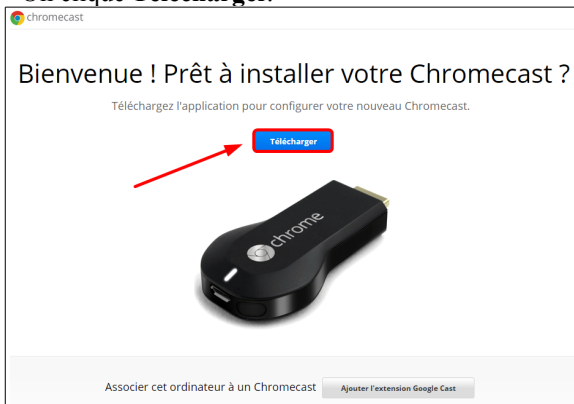 chromecast
Bienvenue ! Prêt à installer votre Chromecast ?
Téléchargez l'application pour configurer votre nouveau Chromecast.
Télécharger
chrome
Associer cet ordinateur à un Chromecast Ajouter l'extension Google Cast